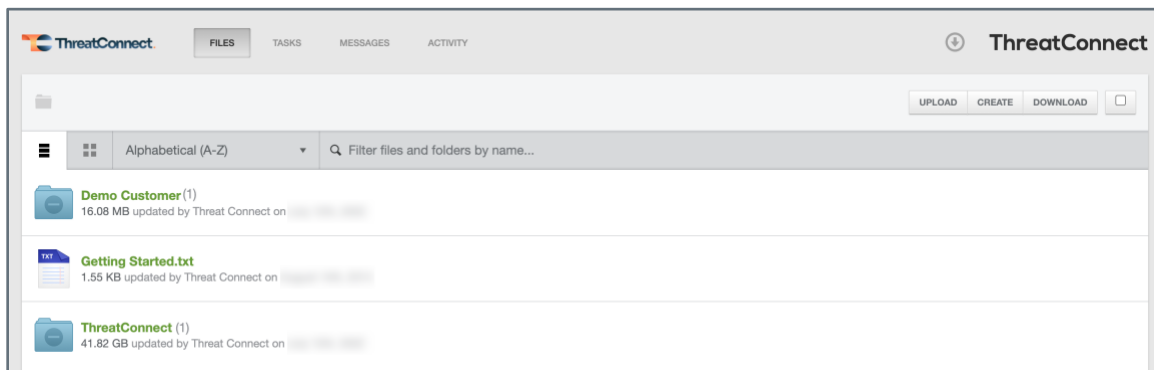 ThreatConnect.
FILES TASKS MESSAGES ACTIVITY
ThreatConnect
UPLOAD CREATE DOWNLOAD
Alphabetical (A-Z)
Filter files and folders by name...
Demo Customer (1)
16.08 MB updated by Threat Connect on
TXT
Getting Started.txt
1.55 KB updated by Threat Connect on
ThreatConnect (1)
41.82 GB updated by Threat Connect on